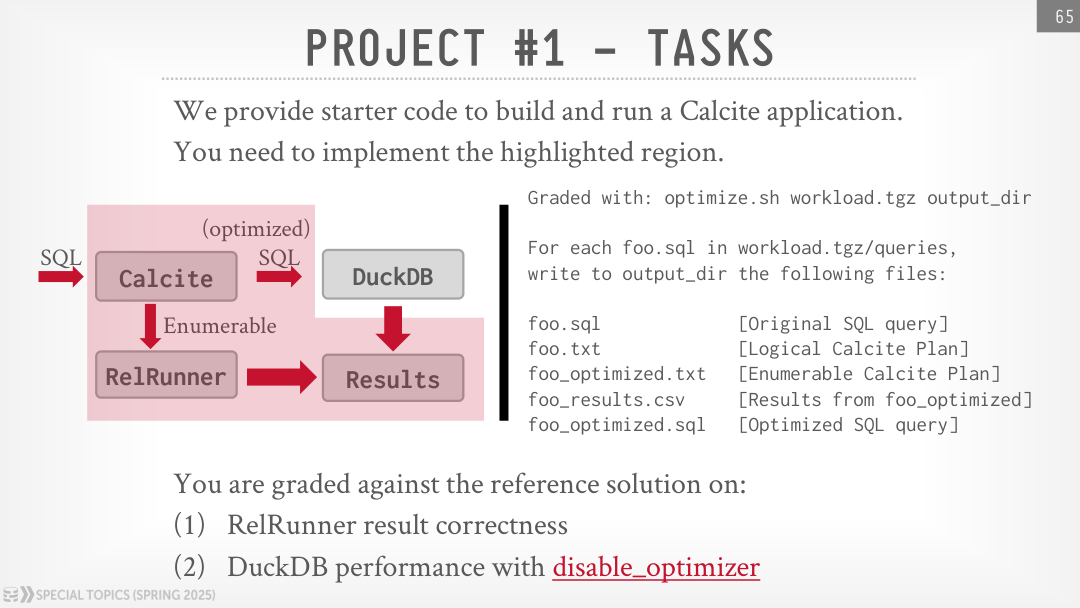 65
PROJECT #1 – TASKS
We provide starter code to build and run a Calcite application.
You need to implement the highlighted region.
SQL
Calcite
(optimized)
SQL
DuckDB
Enumerable
RelRunner
Results
Graded with: optimize.sh workload.tgz output_dir
For each foo.sql in workload.tgz/queries,
write to output_dir the following files:
foo.sql [Original SQL query]
foo.txt [Logical Calcite Plan]
foo_optimized.txt [Enumerable Calcite Plan]
foo_results.csv [Results from foo_optimized]
foo_optimized.sql [Optimized SQL query]
You are graded against the reference solution on:
(1) RelRunner result correctness
(2) DuckDB performance with disable_optimizer
SPECIAL TOPICS (SPRING 2025)